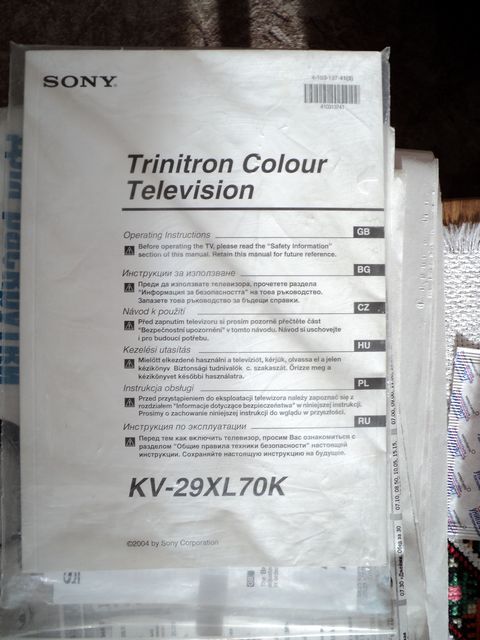 SONY®
Trinitron Colour
Television
Operating Instructions GB
Before operating the TV, please read the "Safety Information"
section of this manual. Retain this manual for future reference.
Инструкции за използване BG
Преди да използвате телевизора, прочетете раздела
"Информация за безопасността" на това ръководство.
Запазете това ръководство за бъдещи справки.
Návod k použití CZ
Před zapnutím televizoru si prosím pozorně přečtěte část
"Bezpečnostní upozornění" v tomto návodu. Návod si uschovejte
i pro budoucí potřebu.
Kezelési utasítás HU
Mielőtt elkezdené használni a televíziót, kérjük, olvassa el a jelen
kézikönyv Biztonsági tudnivalók c. szakaszát. Őrizze meg a
kézikönyvet későbbi használatra.
Instrukcja obsługi PL
Przed przystąpieniem do eksploatacji telewizora należy zapoznać się z
rozdziałem "Informacje dotyczące bezpieczeństwa" w niniejszej instrukcji.
Prosimy o zachowanie niniejszej instrukcji do wglądu w przyszłości.
Инструкция по эксплуатации RU
Перед тем как включить телевизор, просим Вас ознакомиться с
разделом "Общие правила техники безопасности" настоящей
инструкции. Сохраняйте настоящую инструкцию на будущее.
KV-29XL70K
©2004 by Sony Corporation